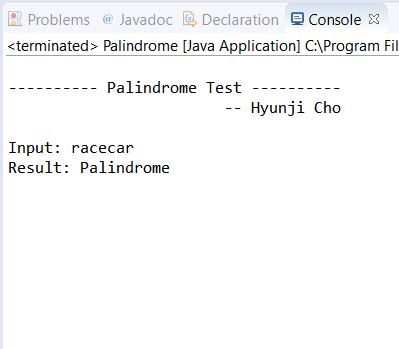 Problems @ Javadoc Declaration Console
<terminated> Palindrome [Java Application] C:\Program Fil
---------- Palindrome Test ----------
-- Hyunji Cho
Input: racecar
Result: Palindrome